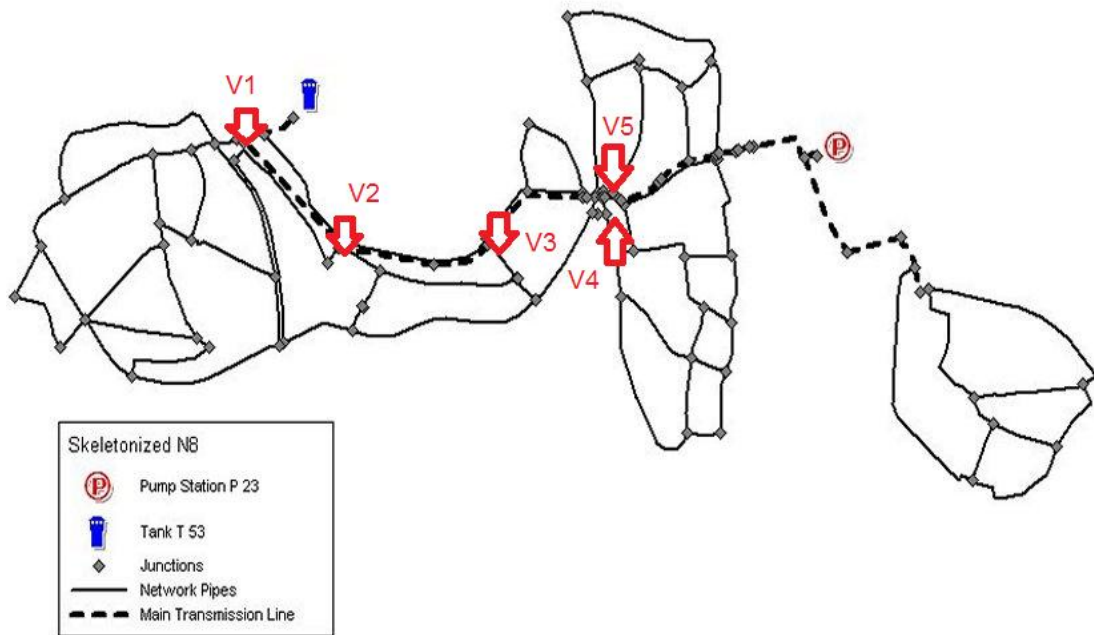 V1
V5
P
V2
V3
V4
Skeletonized N8
P
Pump Station P 23
Tank T 53
Junctions
Network Pipes
Main Transmission Line